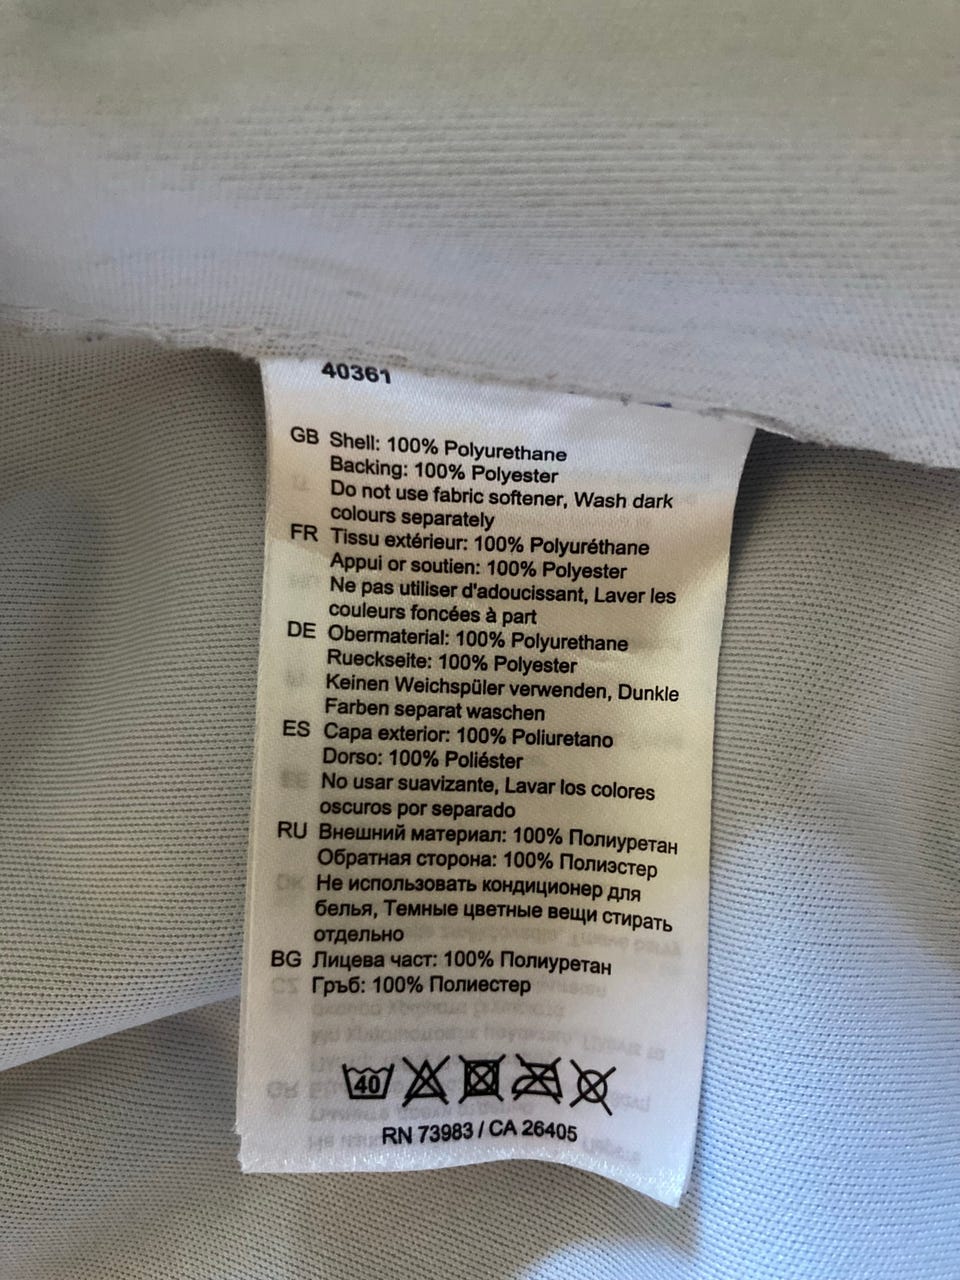 40361
GB Shell: 100% Polyurethane
Backing: 100% Polyester
Do not use fabric softener, Wash dark
colours separately
FR Tissu extérieur: 100% Polyuréthane
Appui or soutien: 100% Polyester
Ne pas utiliser d'adoucissant, Laver les
couleurs foncées à part
DE Obermaterial: 100% Polyurethane
Rueckseite: 100% Polyester
Keinen Weichspüler verwenden, Dunkle
Farben separat waschen
ES Capa exterior: 100% Poliuretano
Dorso: 100% Poliéster
No usar suavizante, Lavar los colores
oscuros por separado
RU Внешний материал: 100% Полиуретан
Обратная сторона: 100% Полиэстер
Не использовать кондиционер для
белья, Темные цветные вещи стирать
отдельно
BG Лицева част: 100% Полиуретан
Гръб: 100% Полиестер
40
RN 73983 / CA 26405